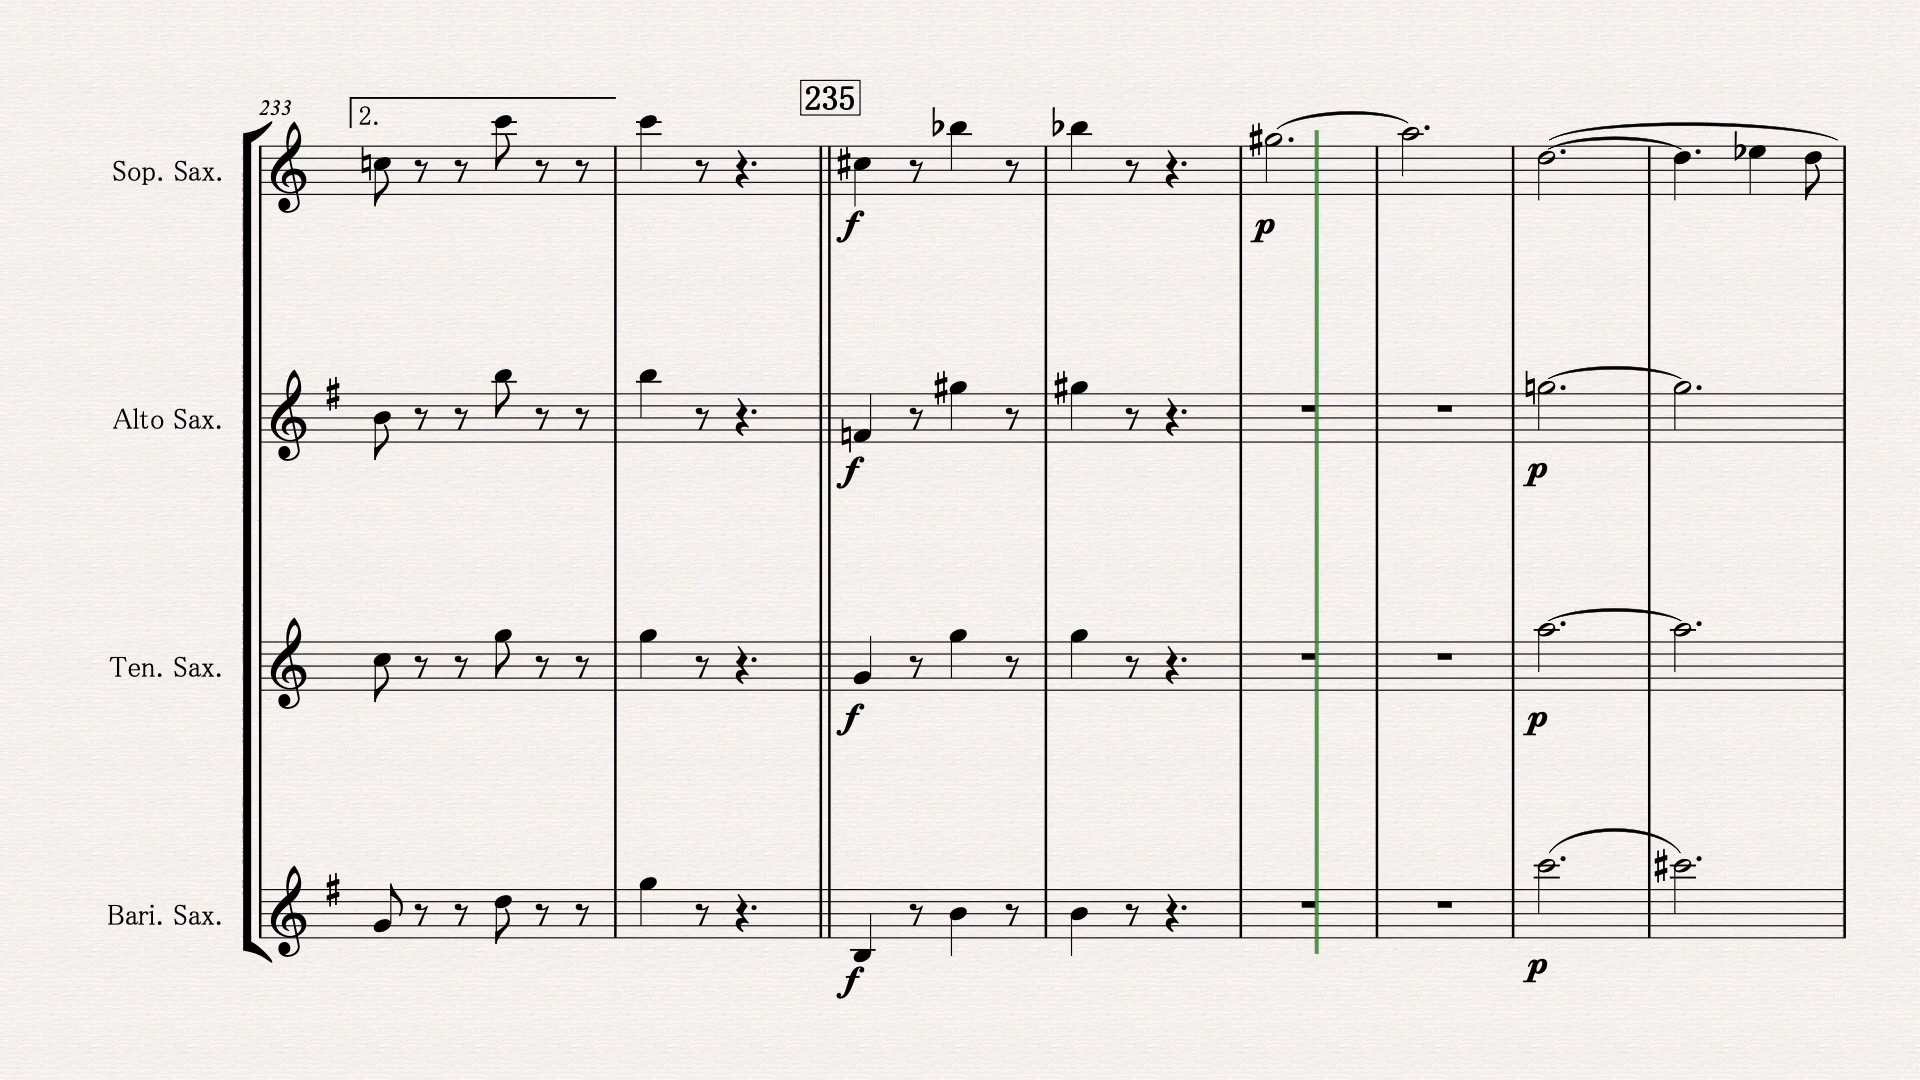 235
233
2.
Sop. Sax.
f
p
Alto Sax.
f
p
Ten. Sax.
f
p
Bari. Sax.
f
p